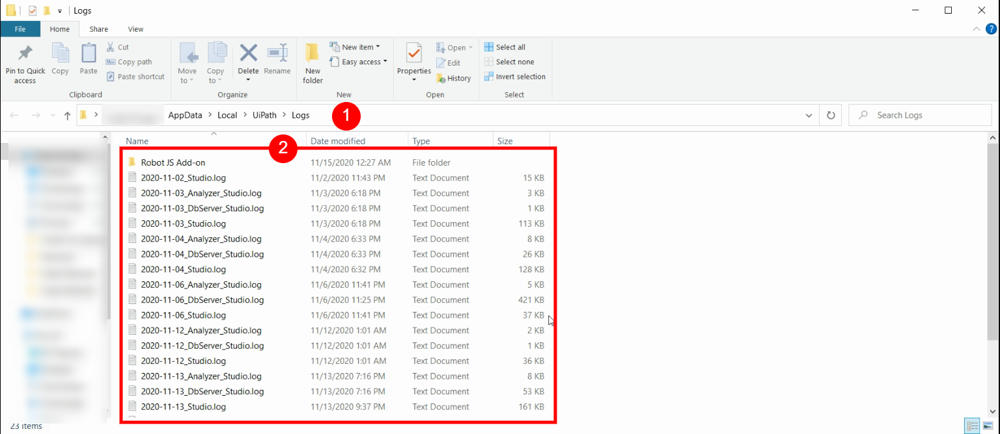 Logs
File Home Share View
Pin to Quick access
Copy
Paste
Cut
Copy path
Paste shortcut
Clipboard
Move to
Copy to
Delete
Rename
Organize
New folder
New item
Easy access
New
Properties
Open
Edit
History
Open
Select all
Select none
Invert selection
Select
AppData > Local > UiPath > Logs
1
Search Logs
Name Date modified Type Size
2
Robot JS Add-on 11/15/2020 12:27 AM File folder
2020-11-02_Studio.log 11/2/2020 11:43 PM Text Document 15 KB
2020-11-03_Analyzer_Studio.log 11/3/2020 6:18 PM Text Document 3 KB
2020-11-03_DbServer_Studio.log 11/3/2020 6:18 PM Text Document 1 KB
2020-11-03_Studio.log 11/3/2020 6:18 PM Text Document 113 KB
2020-11-04_Analyzer_Studio.log 11/4/2020 6:33 PM Text Document 8 KB
2020-11-04_DbServer_Studio.log 11/4/2020 6:33 PM Text Document 26 KB
2020-11-04_Studio.log 11/4/2020 6:32 PM Text Document 128 KB
2020-11-06_Analyzer_Studio.log 11/6/2020 11:41 PM Text Document 5 KB
2020-11-06_DbServer_Studio.log 11/6/2020 11:25 PM Text Document 421 KB
2020-11-06_Studio.log 11/6/2020 11:41 PM Text Document 37 KB
2020-11-12_Analyzer_Studio.log 11/12/2020 1:01 AM Text Document 2 KB
2020-11-12_DbServer_Studio.log 11/12/2020 1:01 AM Text Document 1 KB
2020-11-12_Studio.log 11/12/2020 1:01 AM Text Document 36 KB
2020-11-13_Analyzer_Studio.log 11/13/2020 7:16 PM Text Document 8 KB
2020-11-13_DbServer_Studio.log 11/13/2020 7:16 PM Text Document 53 KB
2020-11-13_Studio.log 11/13/2020 9:37 PM Text Document 161 KB
23 items